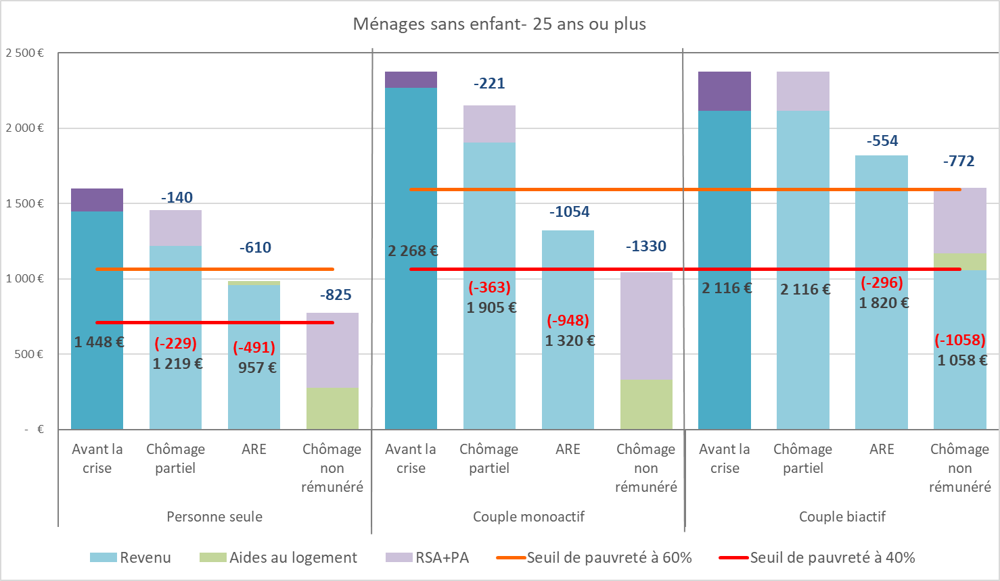 Ménages sans enfant- 25 ans ou plus
2 500 €
2 000 €
1 500 €
1 000 €
500 €
- €
1 448 €
-140
(-229)
1 219 €
-610
(-491)
957 €
-825
2 268 €
-221
(-363)
1 905 €
-1054
(-948)
1 320 €
-1330
2 116 €
2 116 €
-554
(-296)
1 820 €
-772
(-1058)
1 058 €
Avant la
crise
Chômage
partiel
ARE
Chômage
non
rémunéré
Avant la
crise
Chômage
partiel
ARE
Chômage
non
rémunéré
Avant la
crise
Chômage
partiel
ARE
Chômage
non
rémunéré
Personne seule
Couple monoactif
Couple biactif
Revenu
Aides au logement
RSA+PA
Seuil de pauvreté à 60%
Seuil de pauvreté à 40%